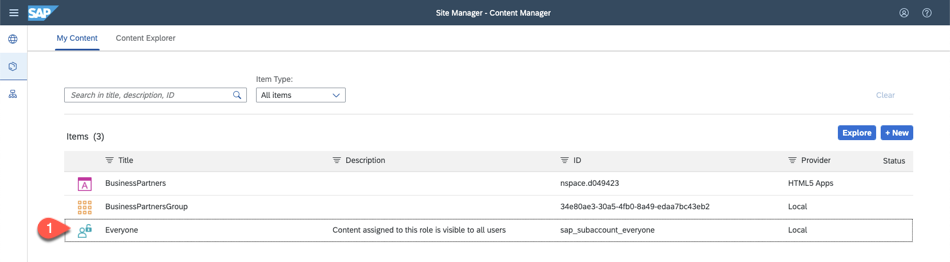 SAP Site Manager - Content Manager
My Content Content Explorer
Item Type:
Search in title, description, ID All items Clear
Items (3) Explore + New
Title Description ID Provider Status
A BusinessPartners nspace.d049423 HTML5 Apps
BusinessPartnersGroup 34e80ae3-30a5-4fb0-8a49-edaa7bc43eb2 Local
1 Everyone Content assigned to this role is visible to all users sap_subaccount_everyone Local